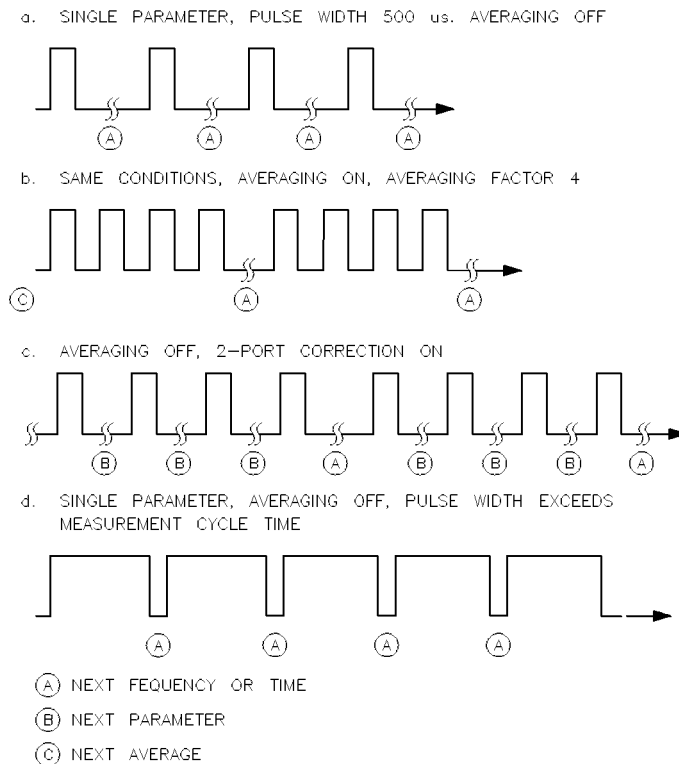 a. SINGLE PARAMETER, PULSE WIDTH 500 us. AVERAGING OFF
A A A A
b. SAME CONDITIONS, AVERAGING ON, AVERAGING FACTOR 4
C A A
c. AVERAGING OFF, 2-PORT CORRECTION ON
B B B A B B B A
d. SINGLE PARAMETER, AVERAGING OFF, PULSE WIDTH EXCEEDS
MEASUREMENT CYCLE TIME
A A A A
A NEXT FEQUENCY OR TIME
B NEXT PARAMETER
C NEXT AVERAGE